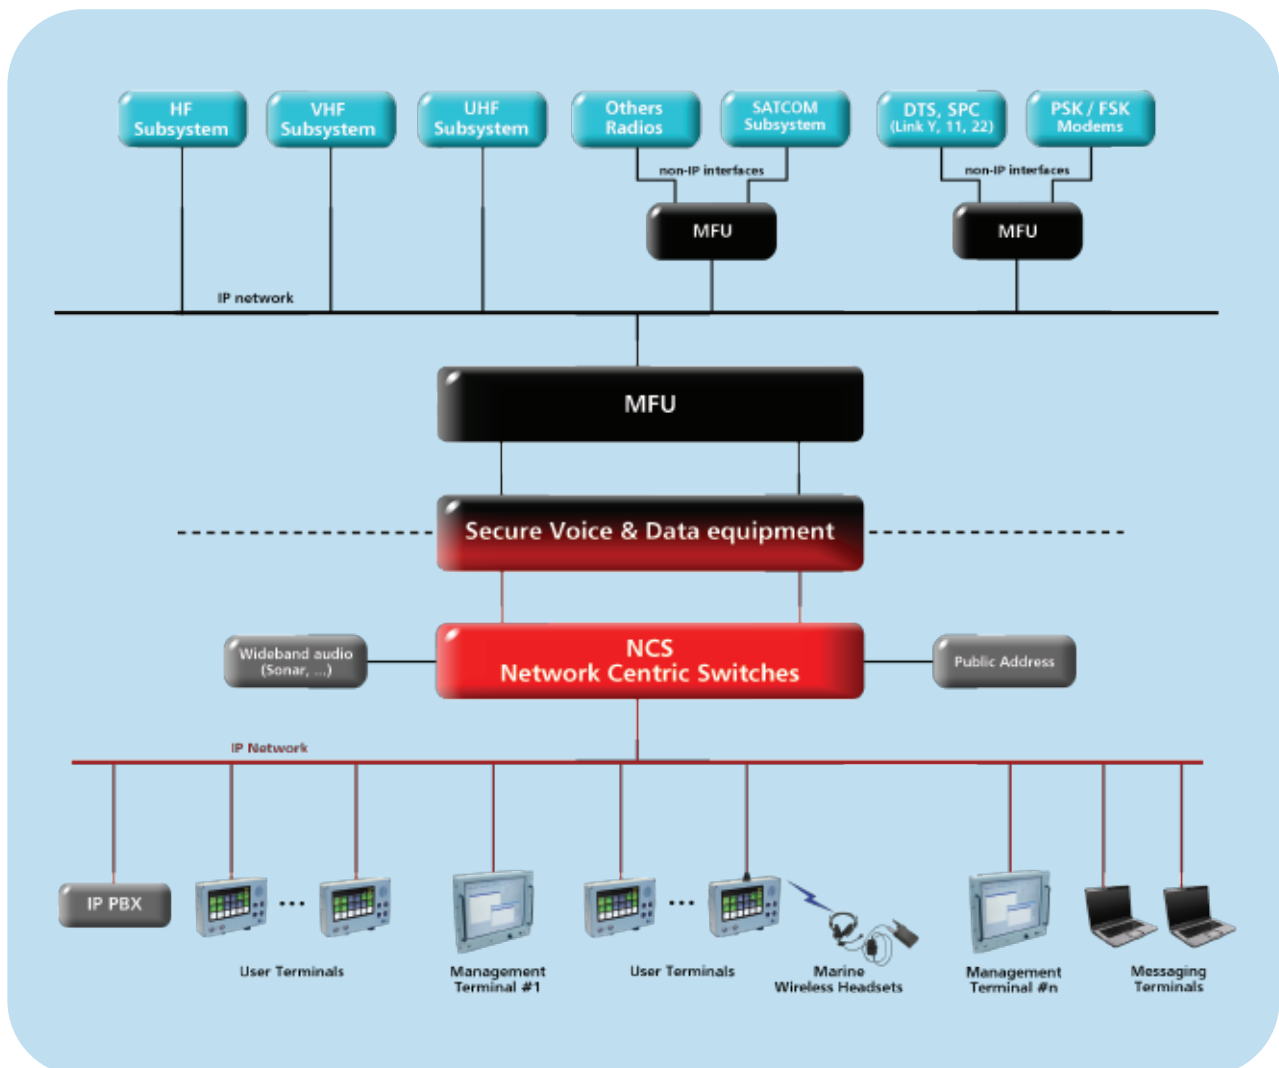 HF
Subsystem
VHF
Subsystem
UHF
Subsystem
Others
Radios
SATCOM
Subsystem
DTS, SPC
(Link Y, 11, 22)
PSK / FSK
Modems
non-IP interfaces
non-IP interfaces
MFU
MFU
IP network
MFU
Secure Voice & Data equipment
Wideband audio
(Sonar, ...)
NCS
Network Centric Switches
Public Address
IP Network
IP PBX
...
...
User Terminals
Management
Terminal #1
User Terminals
Marine
Wireless Headsets
Management
Terminal #n
Messaging
Terminals